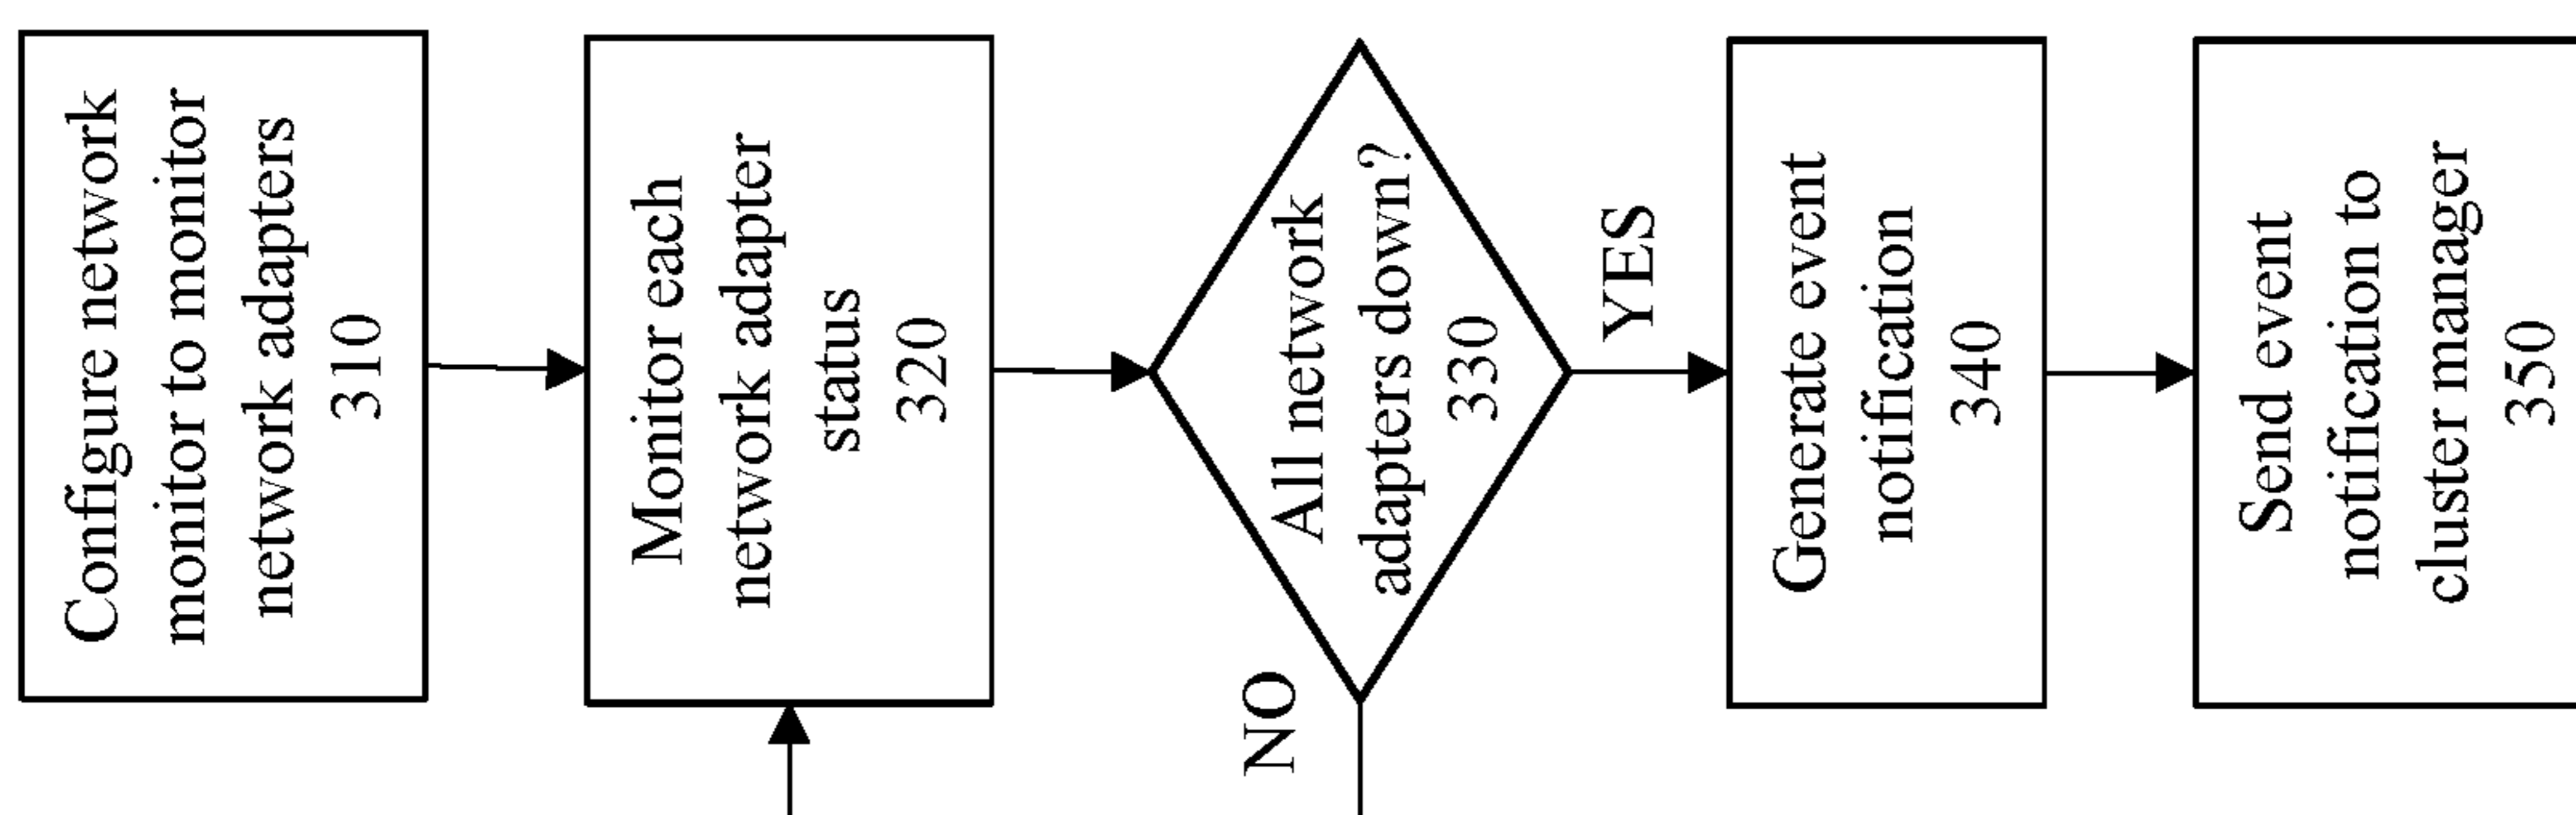 Configure network
monitor to monitor
network adapters
310
Monitor each
network adapter
status
320
All network
adapters down?
330
NO
YES
Generate event
notification
340
Send event
notification to
cluster manager
350